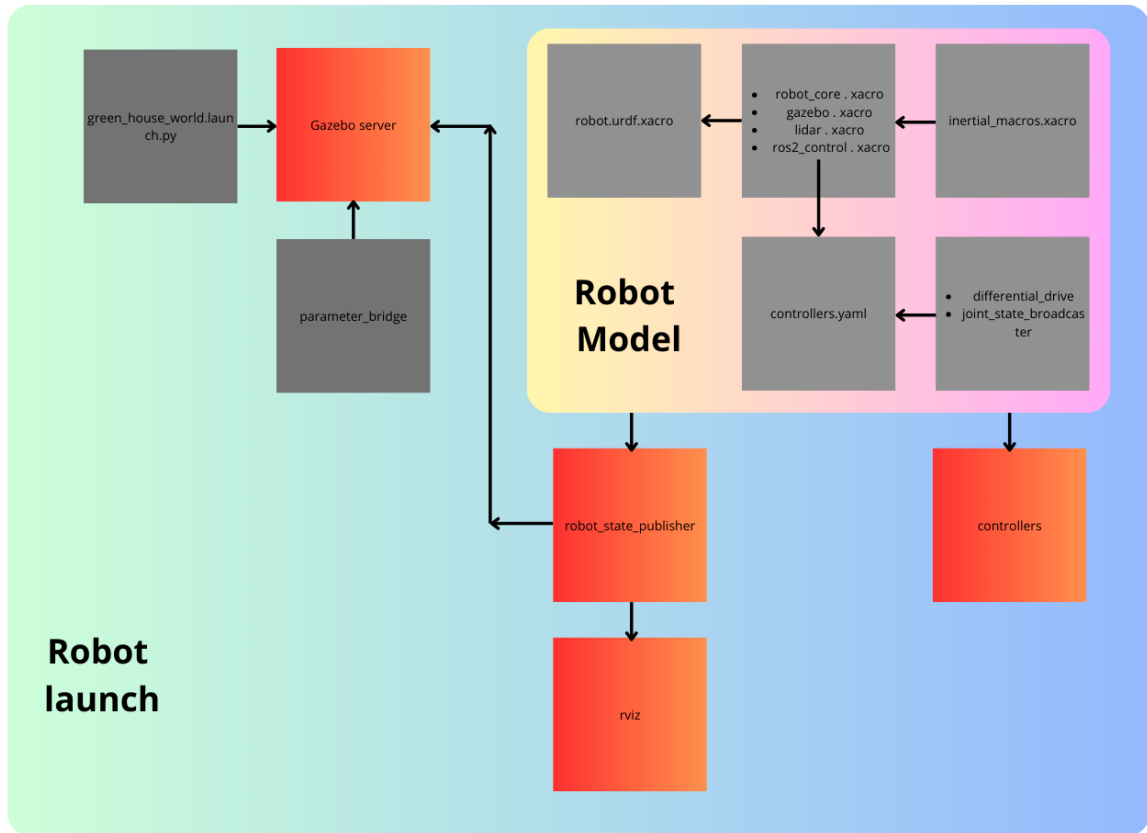 green_house_world.laun
ch.py
Gazebo server
robot.urdf.xacro
• robot_core . xacro
• gazebo . xacro
• lidar . xacro
• ros2_control . xacro
inertial_macros.xacro
parameter_bridge
Robot
Model
controllers.yaml
• differential_drive
• joint_state_broadcas
ter
robot_state_publisher
controllers
Robot
launch
rviz